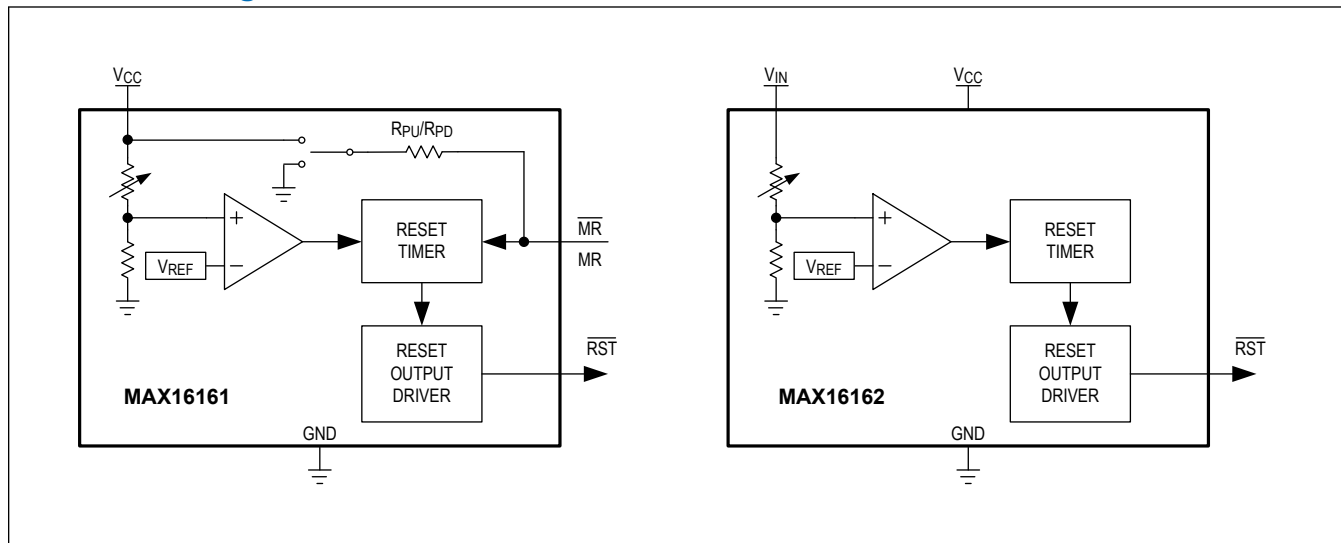 VCC
RPU/RPD
+
−
VREF
RESET
TIMER
MR
MR
RESET
OUTPUT
DRIVER
RST
MAX16161
GND
VIN
VCC
+
−
VREF
RESET
TIMER
RESET
OUTPUT
DRIVER
RST
MAX16162
GND